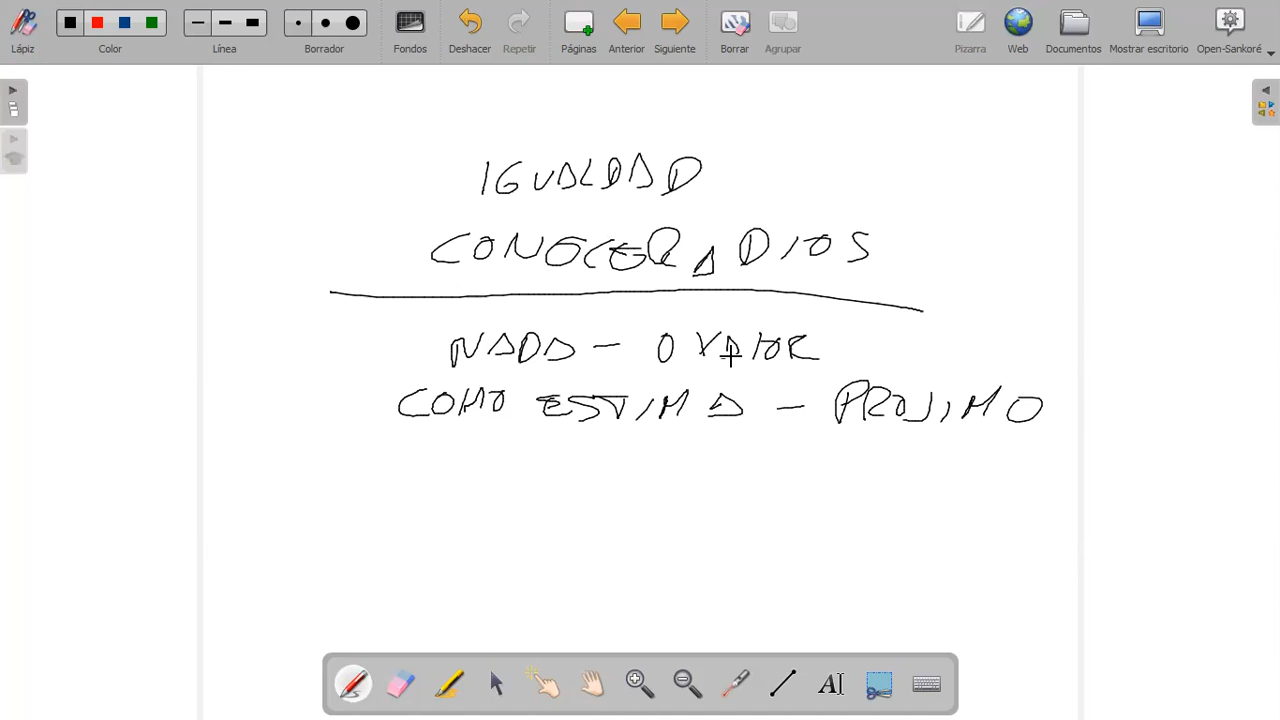 Lápiz Color Línea Borrador Fondos Deshacer Repetir Páginas Anterior Siguiente Borrar Agrupar Pizarra Web Documentos Mostrar escritorio Open-Sankoré
IGUALDAD
CONOCER A DIOS
NADA - 0 VALOR
COMO ESTIMA - PROJIMO
AI